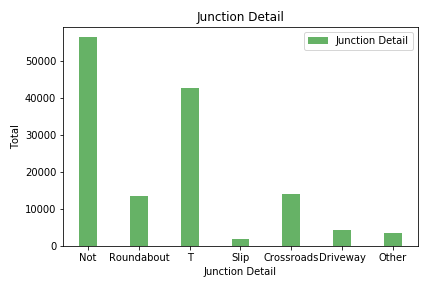 Junction Detail
Junction Detail
50000
40000
30000
20000
10000
0
Total
Not Roundabout T Slip Crossroads Driveway Other
Junction Detail